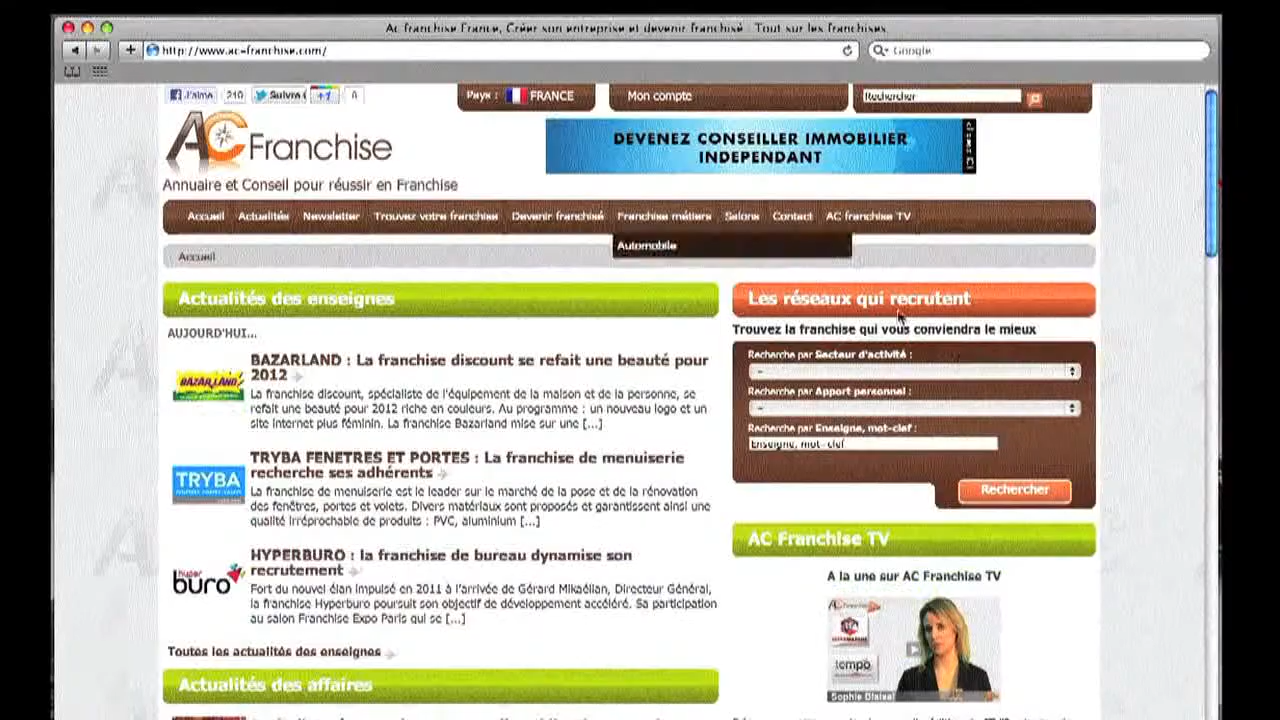 Ac franchise France, Créer son entreprise et devenir franchisé : Tout sur les franchises
http://www.ac-franchise.com/
Google
J'aime 210 Suivre +1 0
Pays : FRANCE
Mon compte
Rechercher
AC Franchise
Annuaire et Conseil pour réussir en Franchise
DEVENEZ CONSEILLER IMMOBILIER
INDEPENDANT
Accueil Actualités Newsletter Trouvez votre franchise Devenir franchisé Franchise métiers Salons Contact AC franchise TV
Automobile
Accueil
Actualités des enseignes
AUJOURD'HUI...
BAZARLAND
BAZARLAND : La franchise discount se refait une beauté pour
2012
La franchise discount, spécialiste de l'équipement de la maison et de la personne, se
refait une beauté pour 2012 riche en couleurs. Au programme : un nouveau logo et un
site internet plus féminin. La franchise Bazarland mise sur une [...]
TRYBA
TRYBA FENETRES ET PORTES : La franchise de menuiserie
recherche ses adhérents
La franchise de menuiserie est le leader sur le marché de la pose et de la rénovation
des fenêtres, portes et volets. Divers matériaux sont proposés et garantissent ainsi une
qualité irréprochable de produits : PVC, aluminium [...]
hyper
buro
HYPERBURO : la franchise de bureau dynamise son
recrutement
Fort du nouvel élan impulsé en 2011 à l'arrivée de Gérard Mikaélian, Directeur Général,
la franchise Hyperburo poursuit son objectif de développement accéléré. Sa participation
au salon Franchise Expo Paris qui se [...]
Toutes les actualités des enseignes
Actualités des affaires
Les réseaux qui recrutent
Trouvez la franchise qui vous conviendra le mieux
Recherche par Secteur d'activité :
--
Recherche par Apport personnel :
--
Recherche par Enseigne, mot-clef :
Enseigne, mot-clef
Rechercher
AC Franchise TV
A la une sur AC Franchise TV
AC Franchise
tempo
Sophie Blaisel